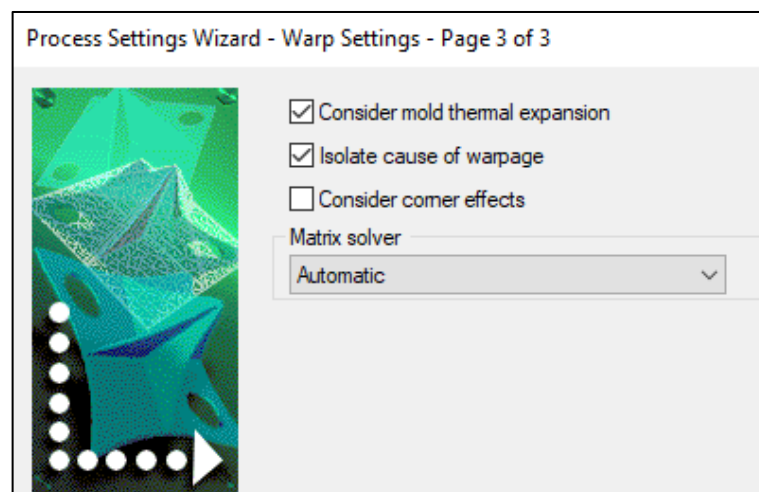 Process Settings Wizard - Warp Settings - Page 3 of 3
Consider mold thermal expansion
Isolate cause of warpage
Consider corner effects
Matrix solver
Automatic